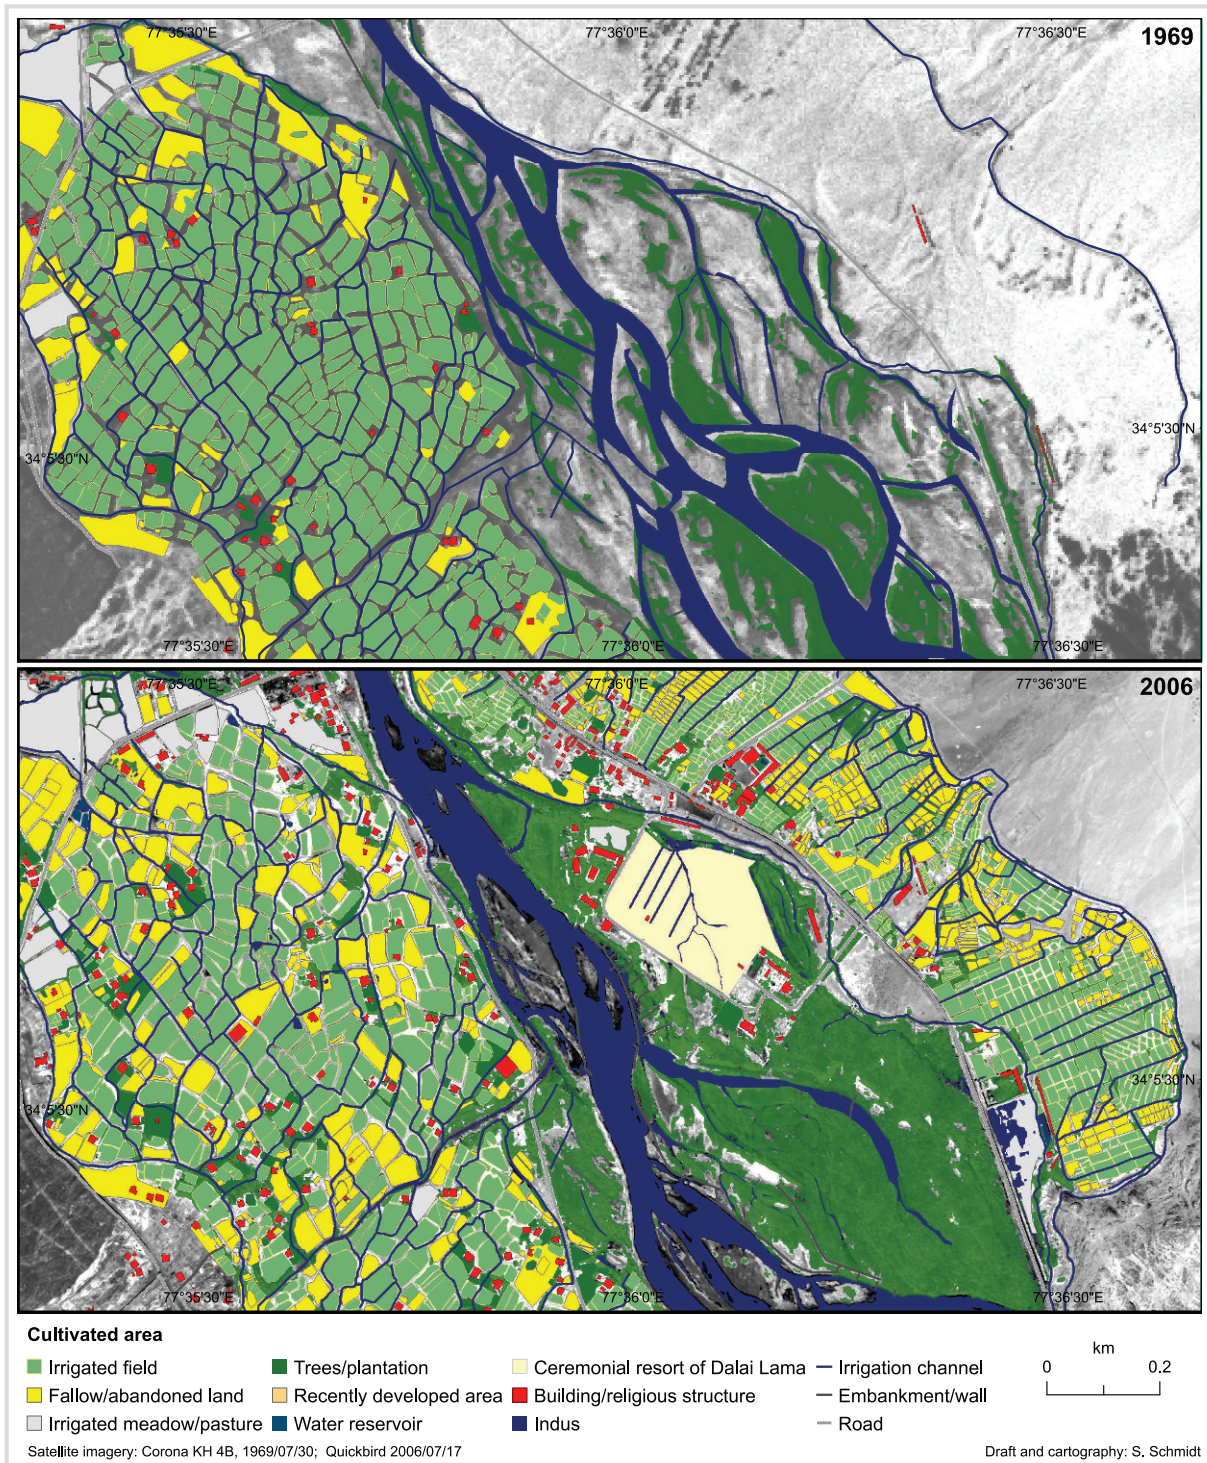 77°35'30"E 77°36'0"E 77°36'30"E 1969
34°5'30"N 34°5'30"N
77°35'30"E 77°36'0"E 77°36'30"E
77°35'30"E 77°36'0"E 77°36'30"E 2006
34°5'30"N 34°5'30"N
77°35'30"E 77°36'0"E 77°36'30"E
Cultivated area
Irrigated field
Fallow/abandoned land
Irrigated meadow/pasture
Trees/plantation
Recently developed area
Water reservoir
Ceremonial resort of Dalai Lama
Building/religious structure
Indus
Irrigation channel
Embankment/wall
Road
km
0 0.2
Satellite imagery: Corona KH 4B, 1969/07/30; Quickbird 2006/07/17
Draft and cartography: S. Schmidt